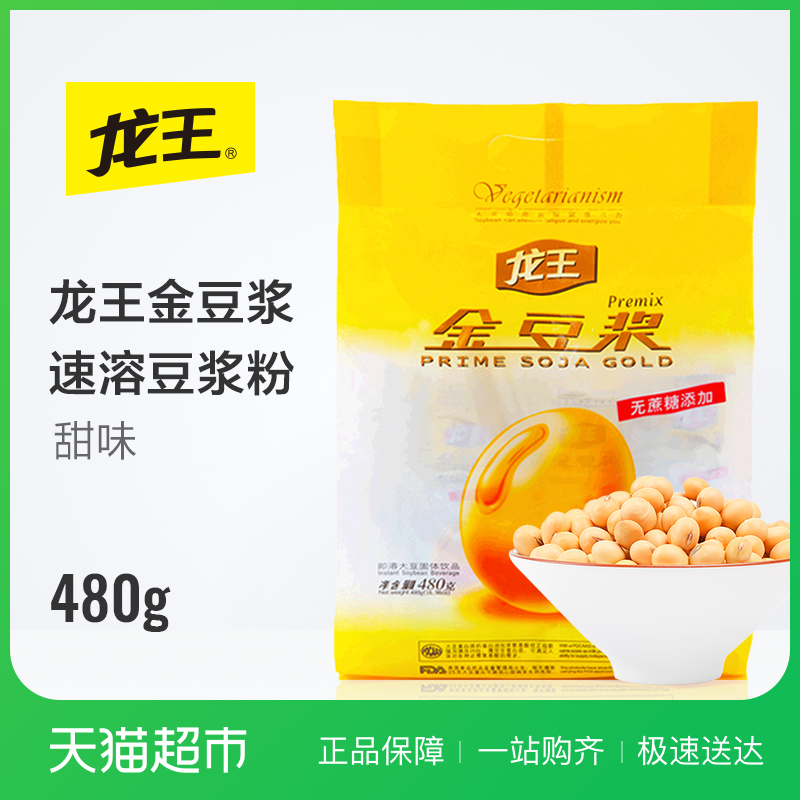 龙王®
龙王金豆浆
速溶豆浆粉
甜味
480g
Vegetarianism
龙王
Premix
金豆浆
PRIME SOJA GOLD
无蔗糖添加
即溶大豆固体饮品
Instant Soybean Beverage
净含量 480克
FDA
天猫超市
正品保障 | 一站购齐 | 极速送达